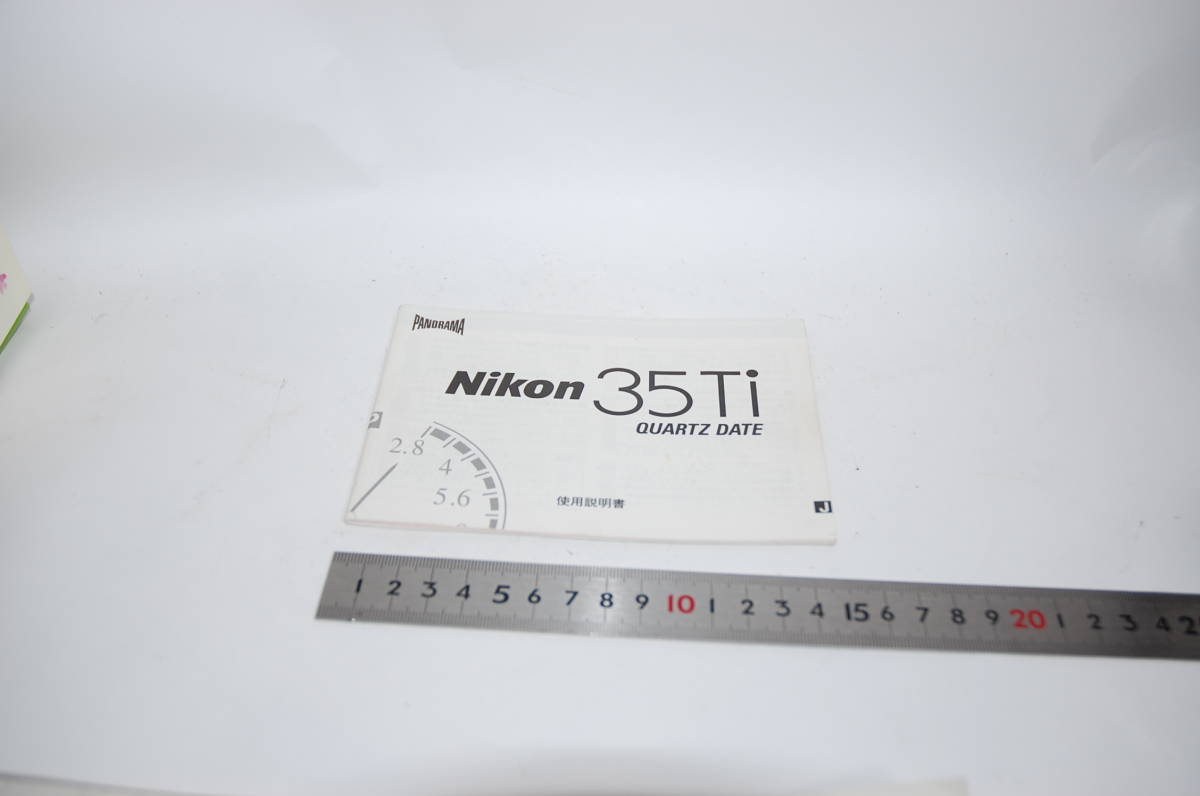 PANORAMA
Nikon 35Ti
QUARTZ DATE
2.8
4
5.6
使用説明書
J
1 2 3 4 5 6 7 8 9 10 1 2 3 4 15 6 7 8 9 20 1 2 3 4